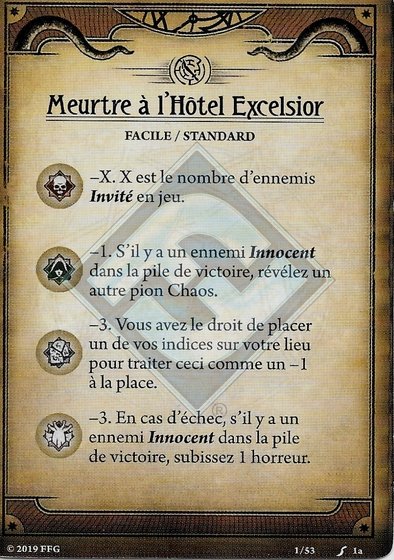 Meurtre à l'Hôtel Excelsior
FACILE / STANDARD
–X. X est le nombre d'ennemis
Invité en jeu.
–1. S'il y a un ennemi Innocent
dans la pile de victoire, révélez un
autre pion Chaos.
–3. Vous avez le droit de placer
un de vos indices sur votre lieu
pour traiter ceci comme un –1
à la place.
–3. En cas d'échec, s'il y a un
ennemi Innocent dans la pile
de victoire, subissez 1 horreur.
®
© 2019 FFG 1/53 1a